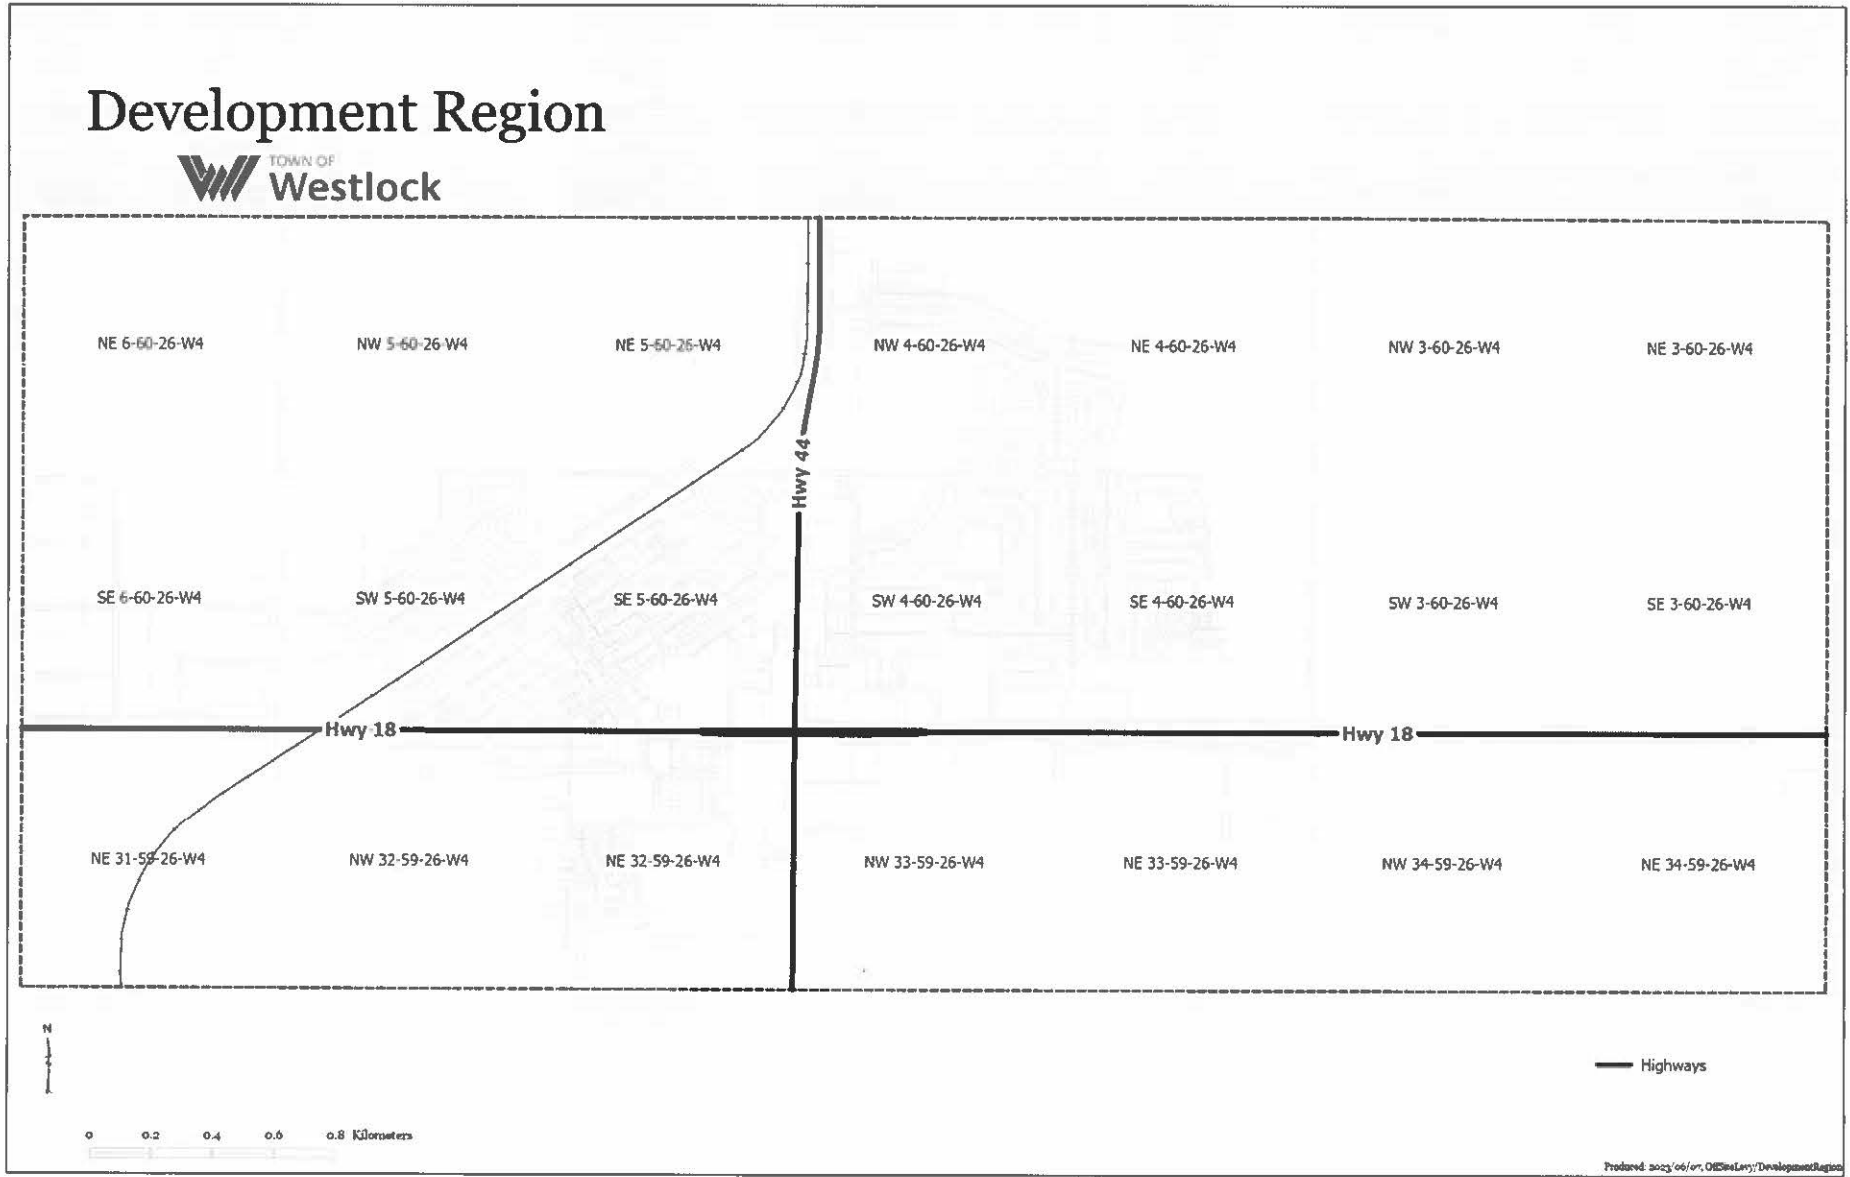 Development Region
TOWN OF
Westlock
NE 6-60-26-W4 NW 5-60-26-W4 NE 5-60-26-W4 NW 4-60-26-W4 NE 4-60-26-W4 NW 3-60-26-W4 NE 3-60-26-W4
Hwy 44
SE 6-60-26-W4 SW 5-60-26-W4 SE 5-60-26-W4 SW 4-60-26-W4 SE 4-60-26-W4 SW 3-60-26-W4 SE 3-60-26-W4
Hwy 18 Hwy 18
NE 31-59-26-W4 NW 32-59-26-W4 NE 32-59-26-W4 NW 33-59-26-W4 NE 33-59-26-W4 NW 34-59-26-W4 NE 34-59-26-W4
N
Highways
0 0.2 0.4 0.6 0.8 Kilometers
Produced: 2023/06/07, OffSiteLevy/DevelopmentRegion